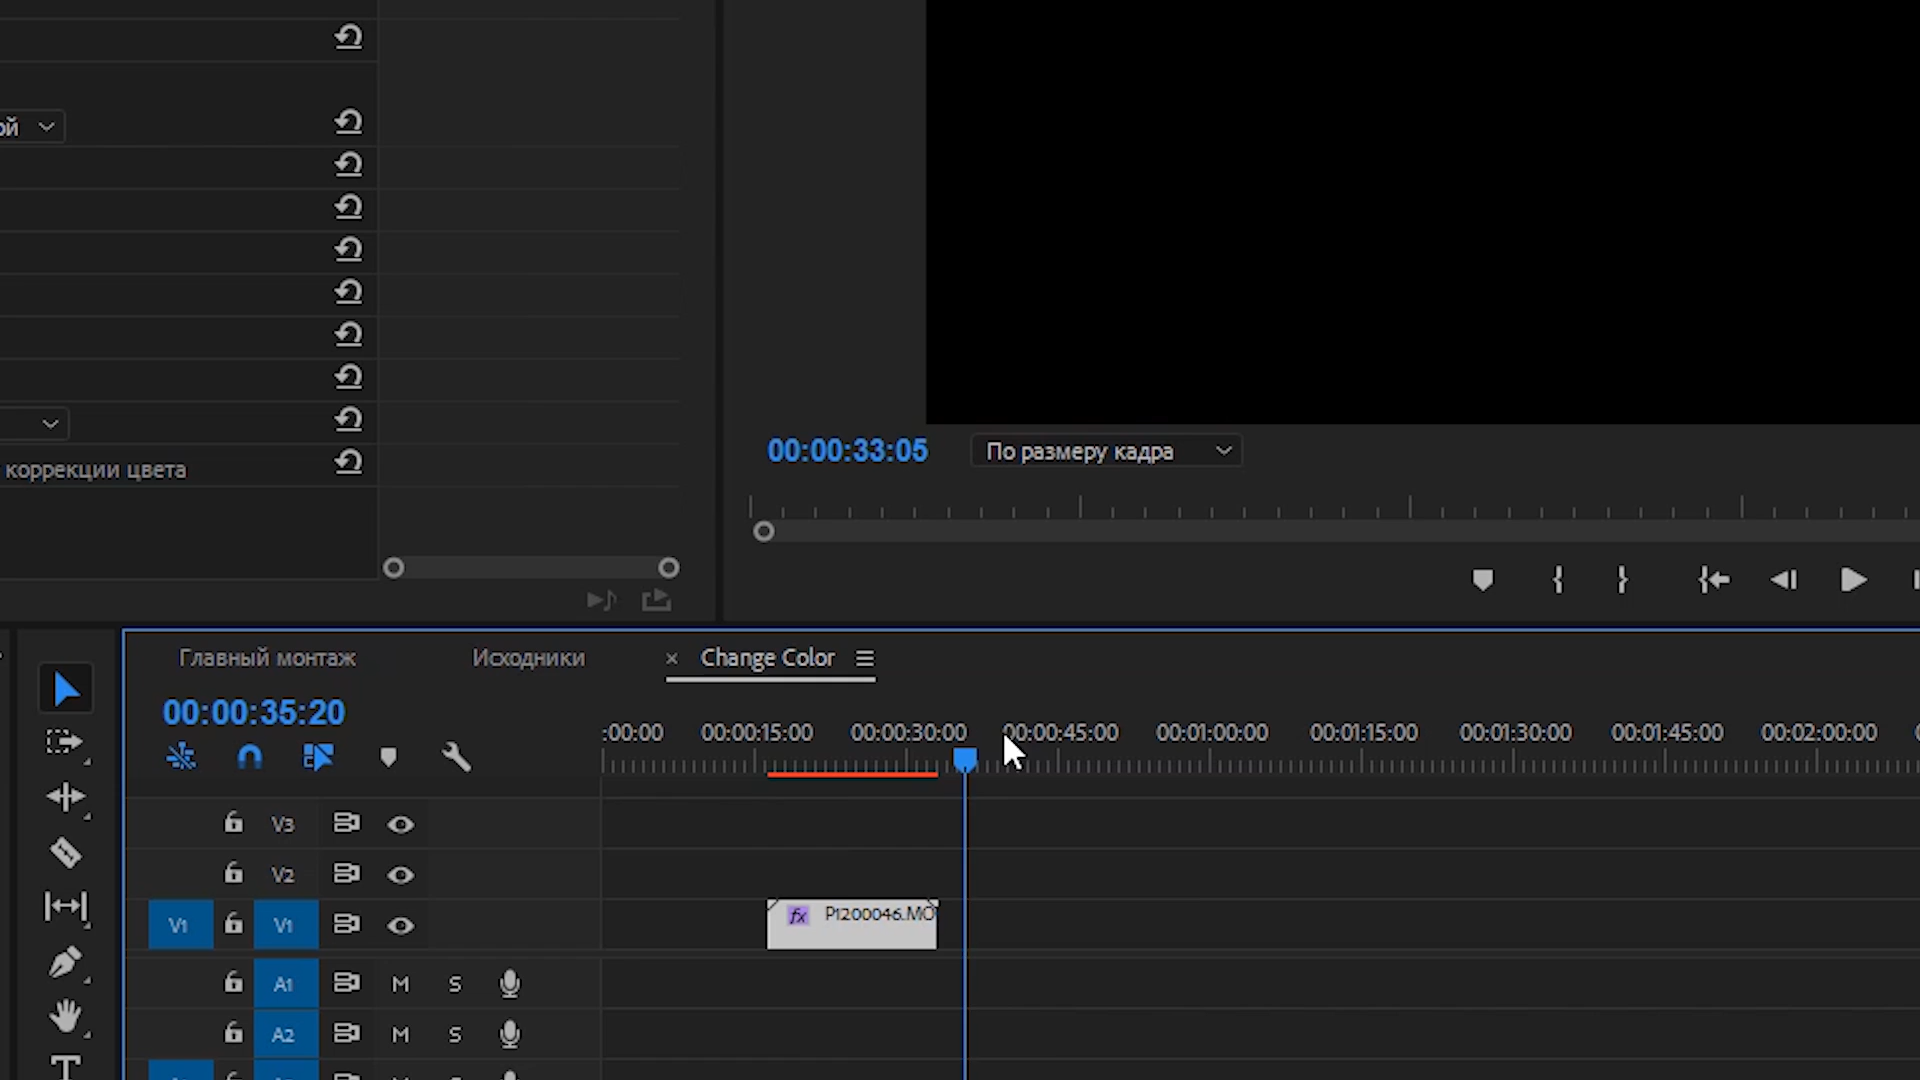 ой
коррекции цвета
00:00:33:05
По размеру кадра
Главный монтаж
Исходники
× Change Color
00:00:35:20
:00:00
00:00:15:00
00:00:30:00
00:00:45:00
00:01:00:00
00:01:15:00
00:01:30:00
00:01:45:00
00:02:00:00
V3
V2
V1
V1
fx P1200046.MO
A1 M S
A2 M S